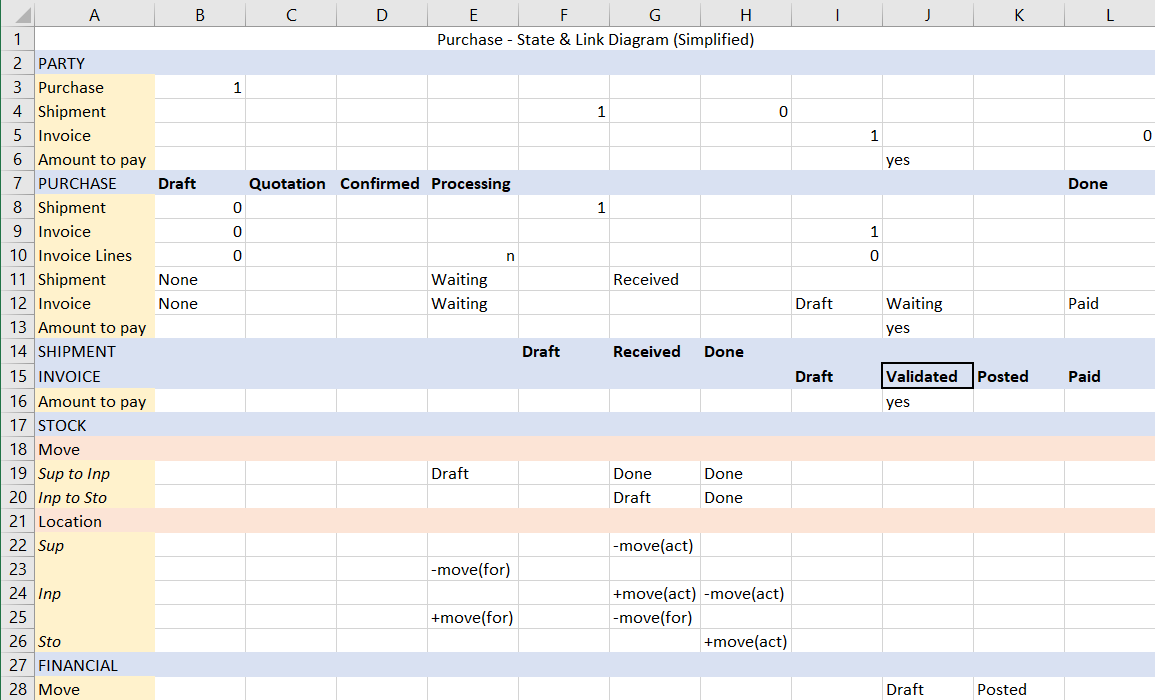 A B C D E F G H I J K L
1 Purchase - State & Link Diagram (Simplified)
2 PARTY
3 Purchase 1
4 Shipment 1 0
5 Invoice 1 0
6 Amount to pay yes
7 PURCHASE Draft Quotation Confirmed Processing Done
8 Shipment 0 1
9 Invoice 0 1
10 Invoice Lines 0 n 0
11 Shipment None Waiting Received
12 Invoice None Waiting Draft Waiting Paid
13 Amount to pay yes
14 SHIPMENT Draft Received Done
15 INVOICE Draft Validated Posted Paid
16 Amount to pay yes
17 STOCK
18 Move
19 Sup to Inp Draft Done Done
20 Inp to Sto Draft Done
21 Location
22 Sup -move(act)
23 -move(for)
24 Inp +move(act) -move(act)
25 +move(for) -move(for)
26 Sto +move(act)
27 FINANCIAL
28 Move Draft Posted